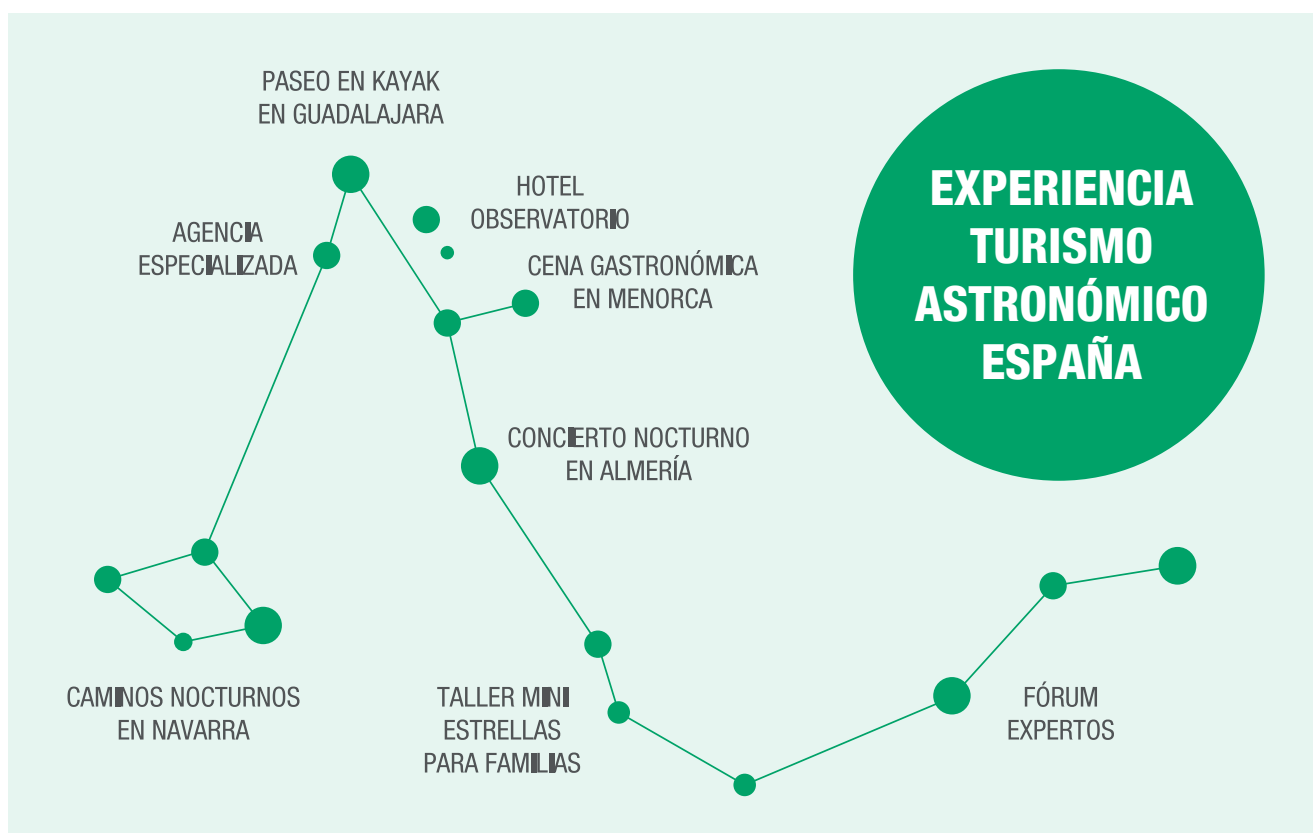 PASEO EN KAYAK
EN GUADALAJARA
HOTEL
OBSERVATORIO
AGENCIA
ESPECIALIZADA
CENA GASTRONÓMICA
EN MENORCA
EXPERIENCIA
TURISMO
ASTRONÓMICO
ESPAÑA
CONCIERTO NOCTURNO
EN ALMERÍA
CAMINOS NOCTURNOS
EN NAVARRA
TALLER MINI
ESTRELLAS
PARA FAMILIAS
FÓRUM
EXPERTOS